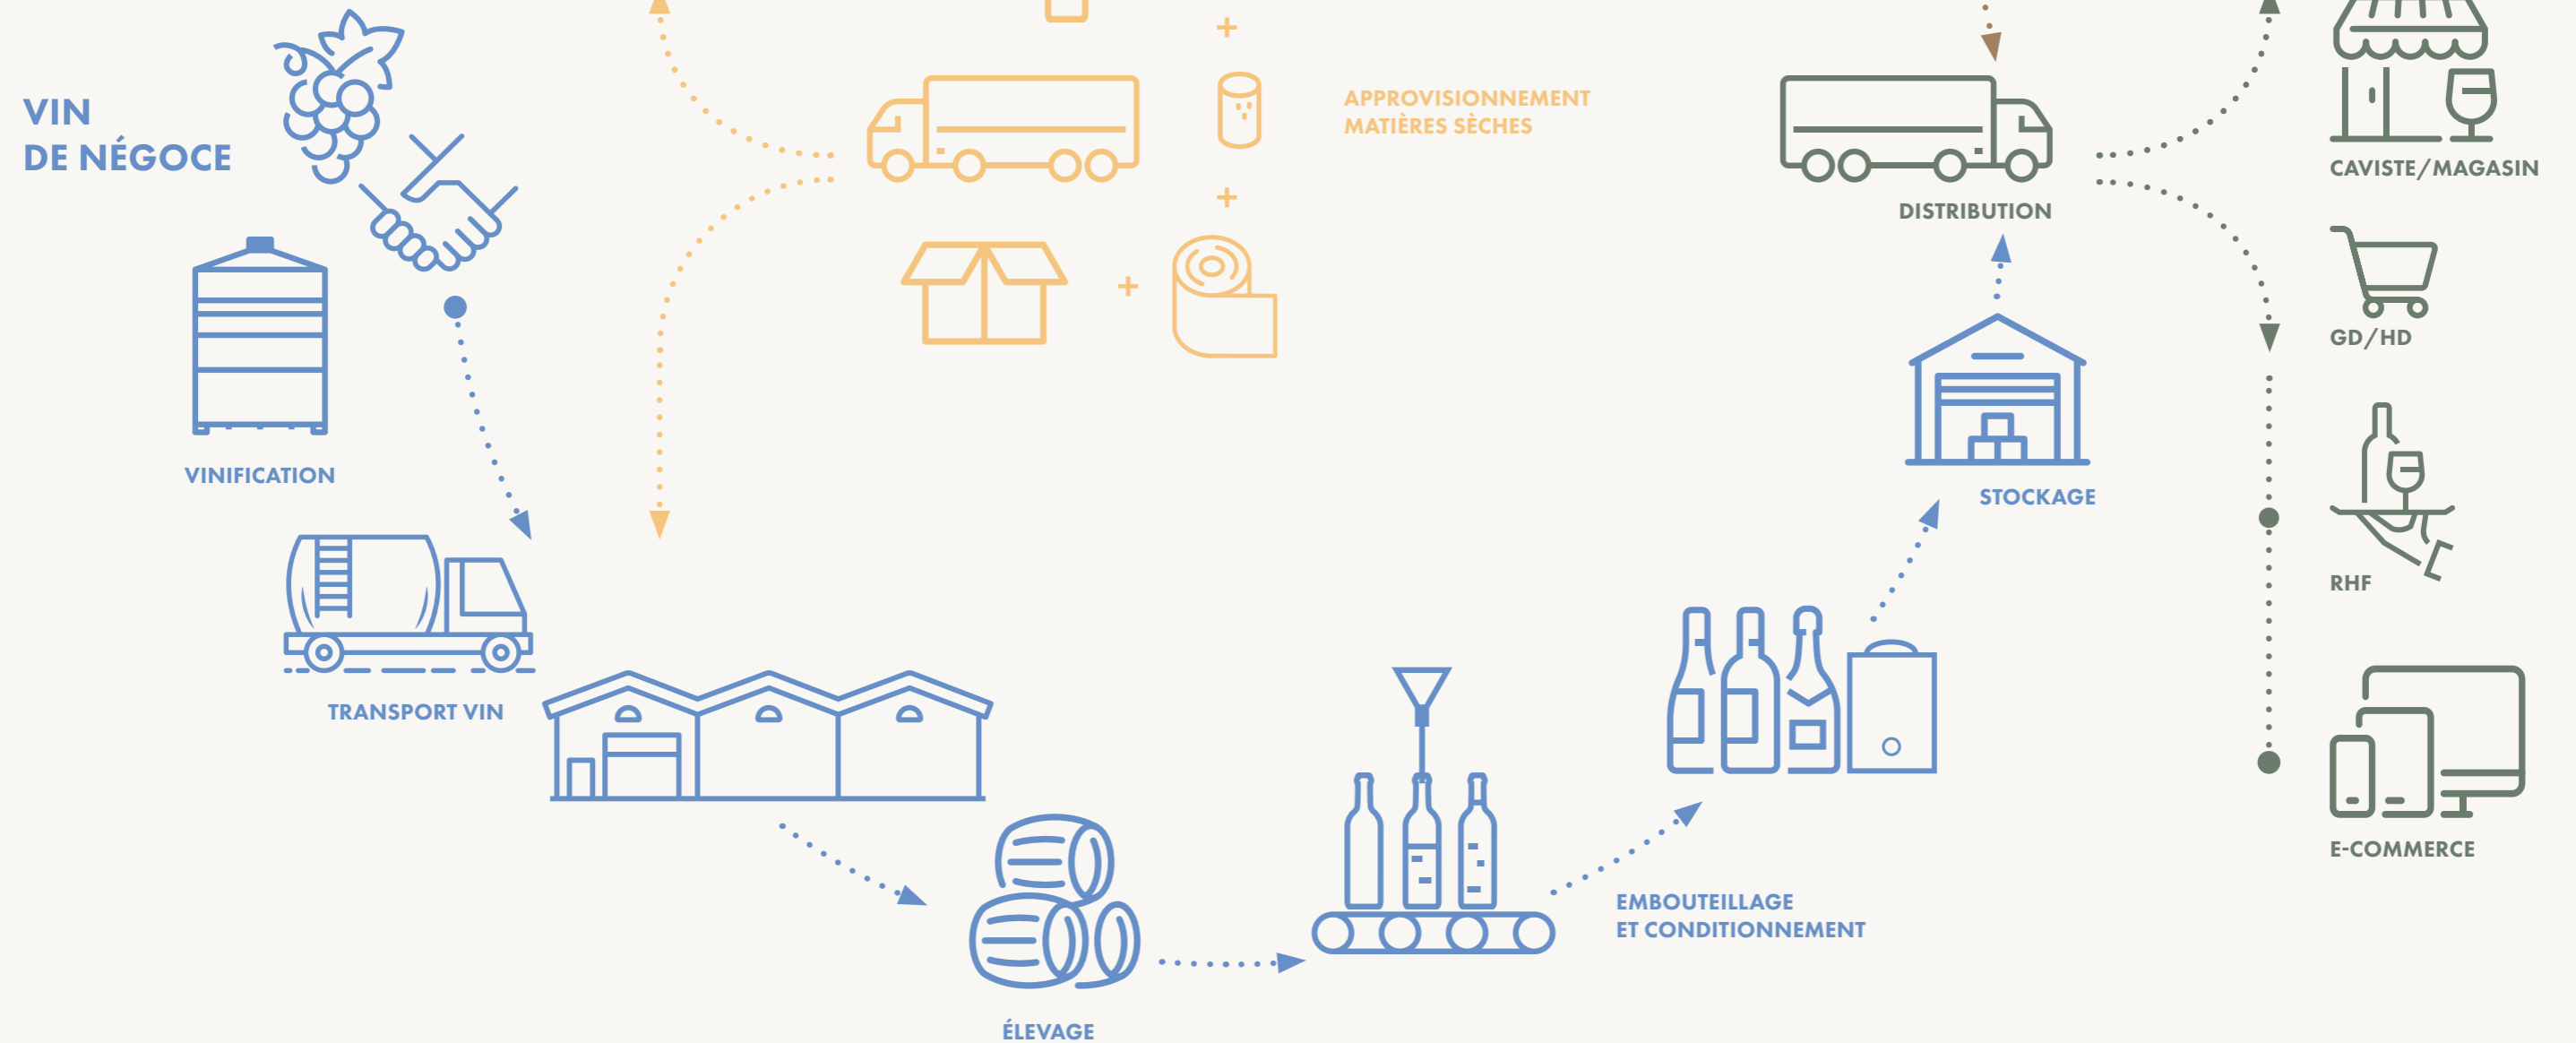 VIN
DE NÉGOCE
VINIFICATION
TRANSPORT VIN
APPROVISIONNEMENT
MATIÈRES SÈCHES
ÉLEVAGE
EMBOUTEILLAGE
ET CONDITIONNEMENT
STOCKAGE
DISTRIBUTION
CAVISTE/MAGASIN
GD/HD
RHF
E-COMMERCE